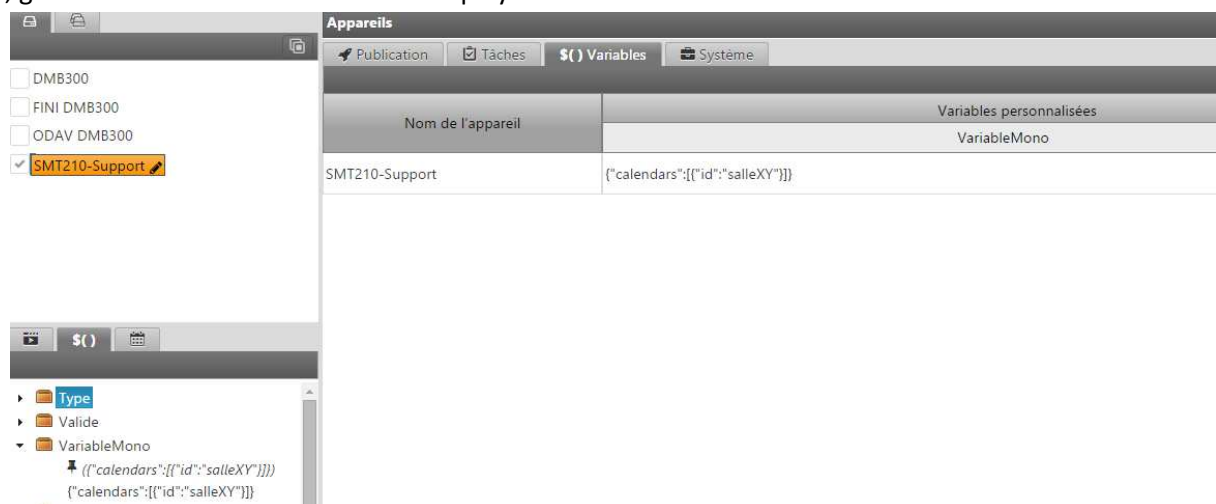 Appareils
Publication
Tâches
$() Variables
Système
DMB300
FINI DMB300
ODAV DMB300
SMT210-Support
Nom de l'appareil
Variables personnalisées
VariableMono
SMT210-Support
{"calendars":[{"id":"salleXY"}]}
$()
Type
Valide
VariableMono
({"calendars":[{"id":"salleXY"}]})
{"calendars":[{"id":"salleXY"}]}